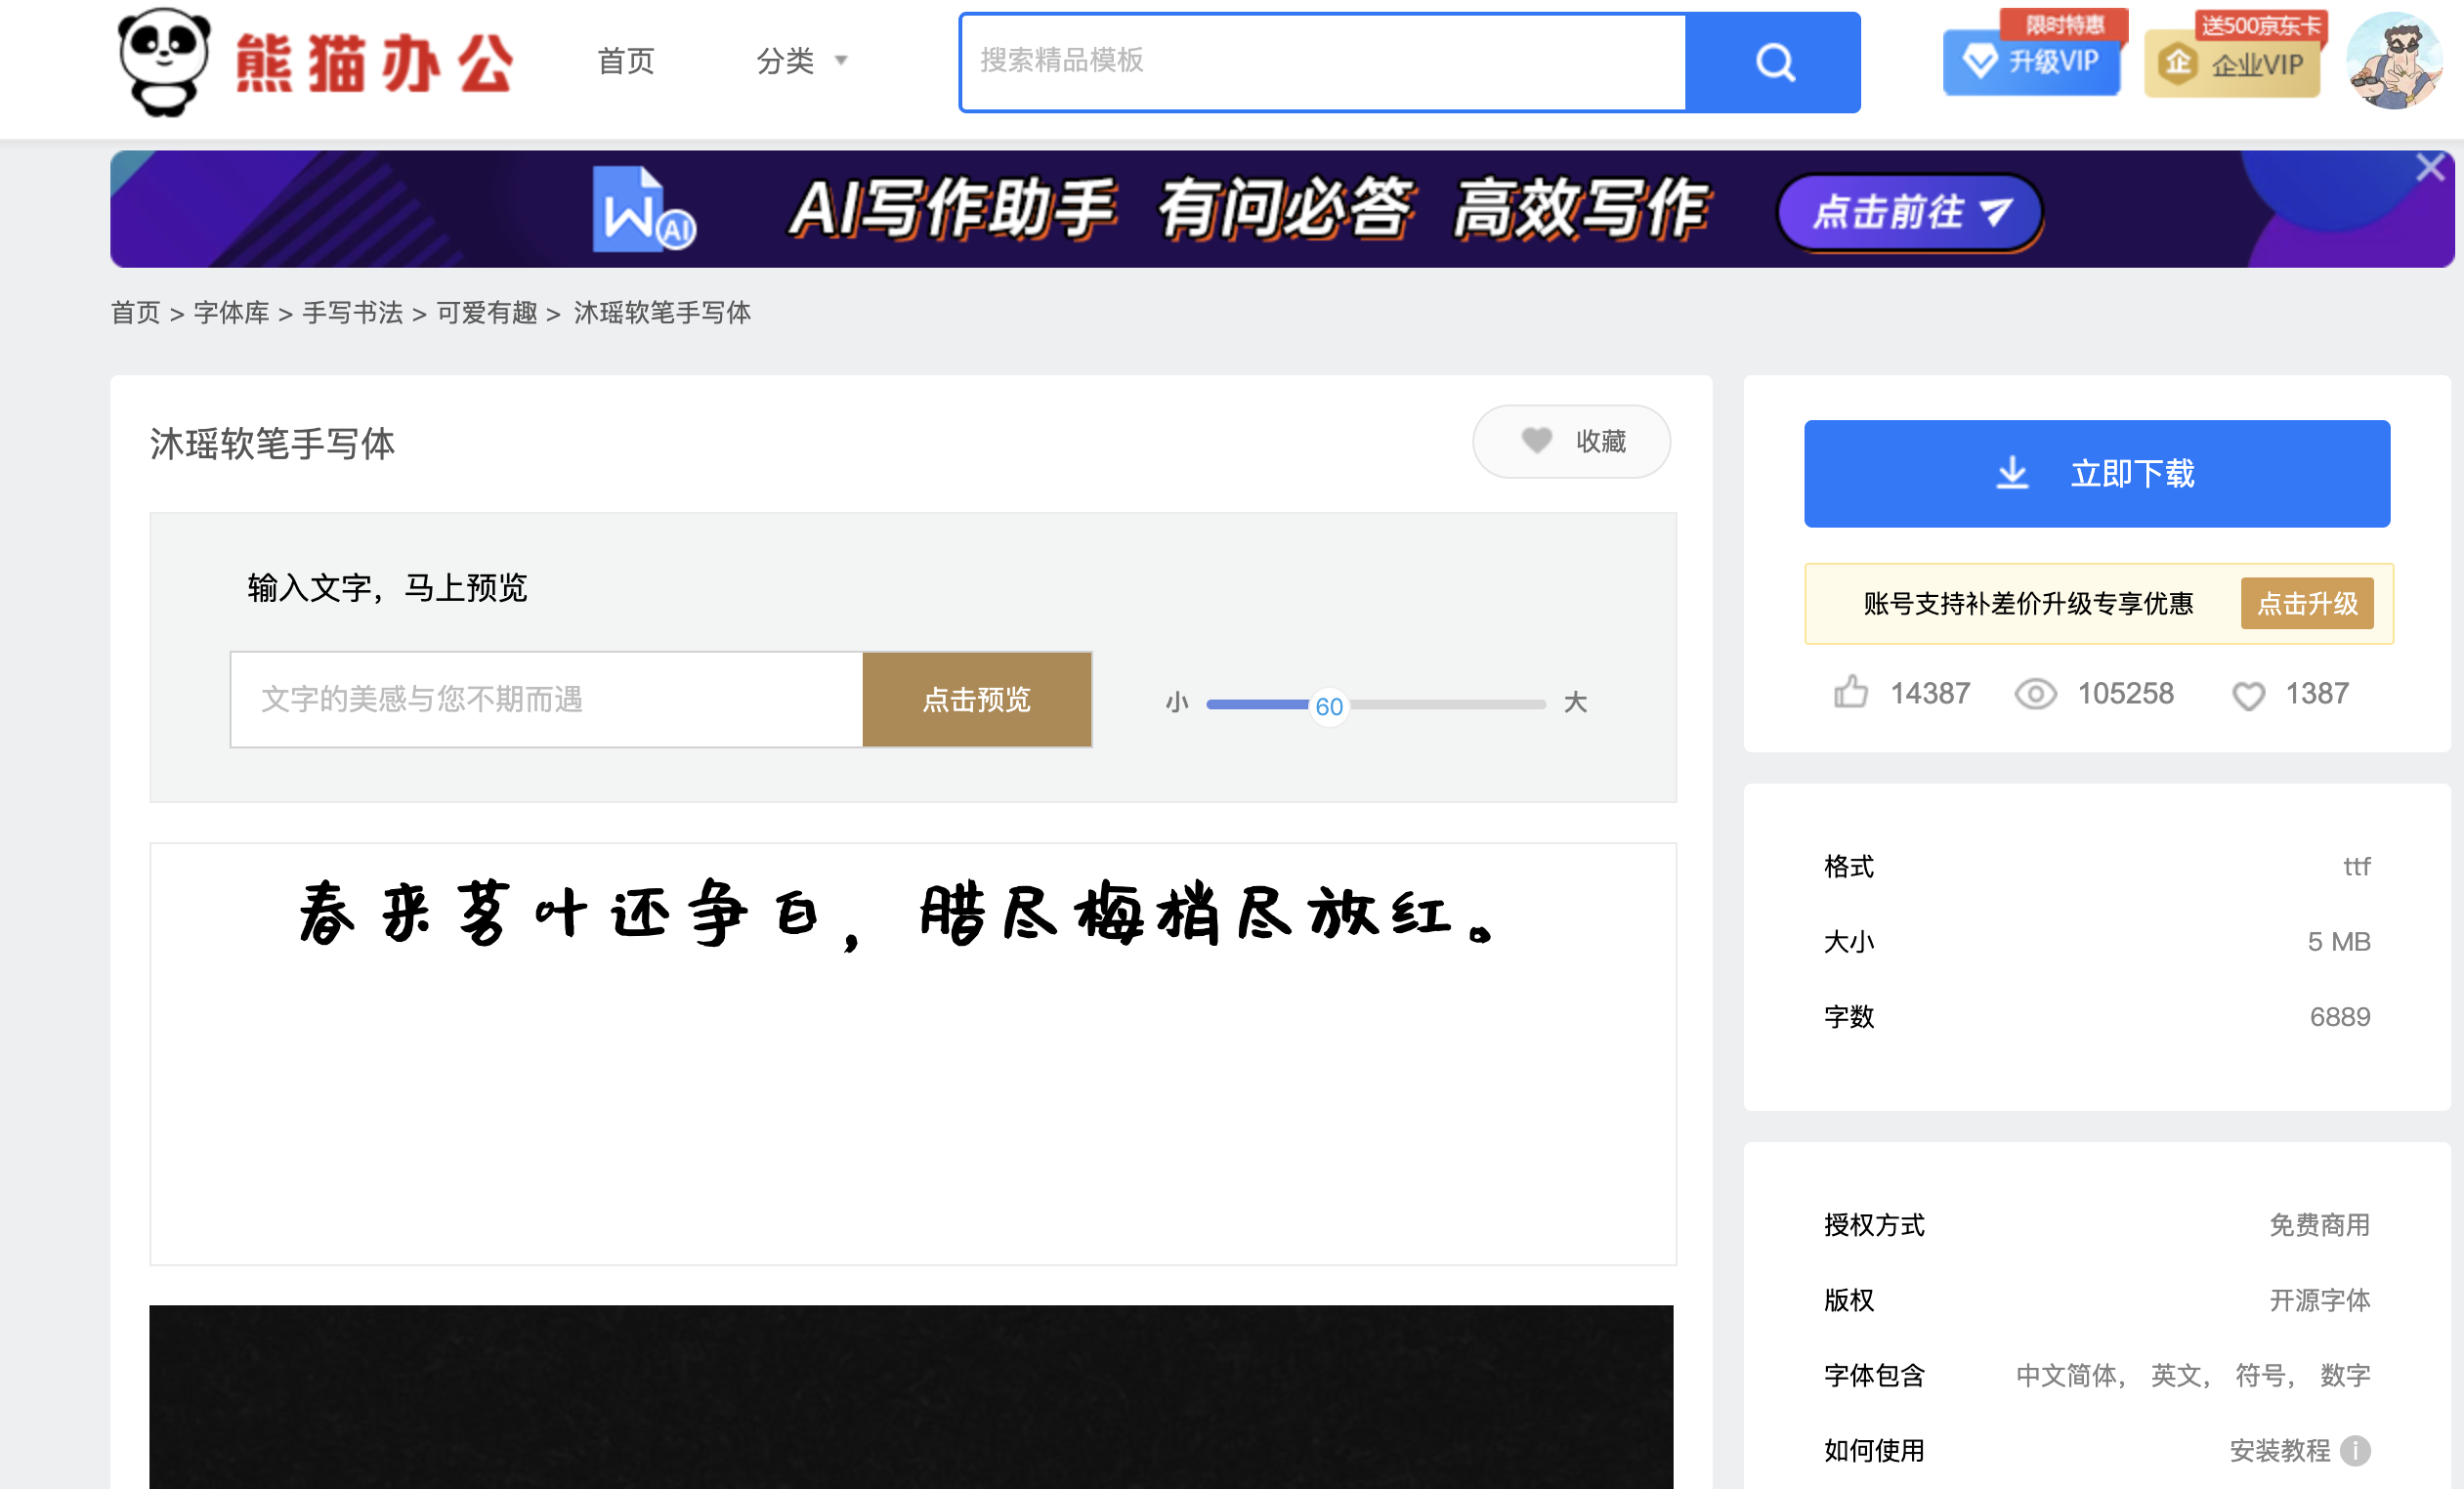 熊猫办公
首页
分类
搜索精品模板
限时特惠
升级VIP
送500京东卡
企
企业VIP
W AI
AI写作助手 有问必答 高效写作
点击前往
首页 > 字体库 > 手写书法 > 可爱有趣 > 沐瑶软笔手写体
沐瑶软笔手写体
收藏
输入文字，马上预览
文字的美感与您不期而遇
点击预览
小
60
大
春来茗叶还争白，腊尽梅梢尽放红。
立即下载
账号支持补差价升级专享优惠
点击升级
14387
105258
1387
格式 ttf
大小 5 MB
字数 6889
授权方式 免费商用
版权 开源字体
字体包含 中文简体， 英文， 符号， 数字
如何使用 安装教程 i